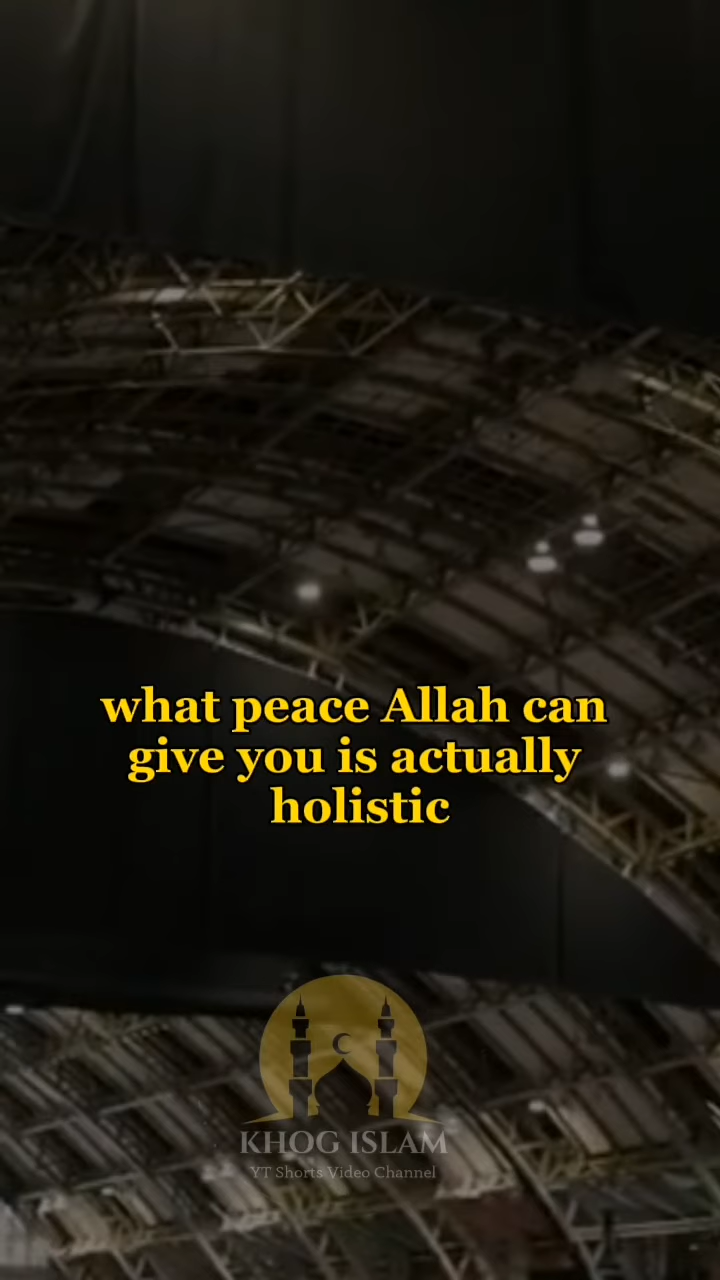 what peace Allah can
give you is actually
holistic
KHOG ISLAM
YT Shorts Video Channel